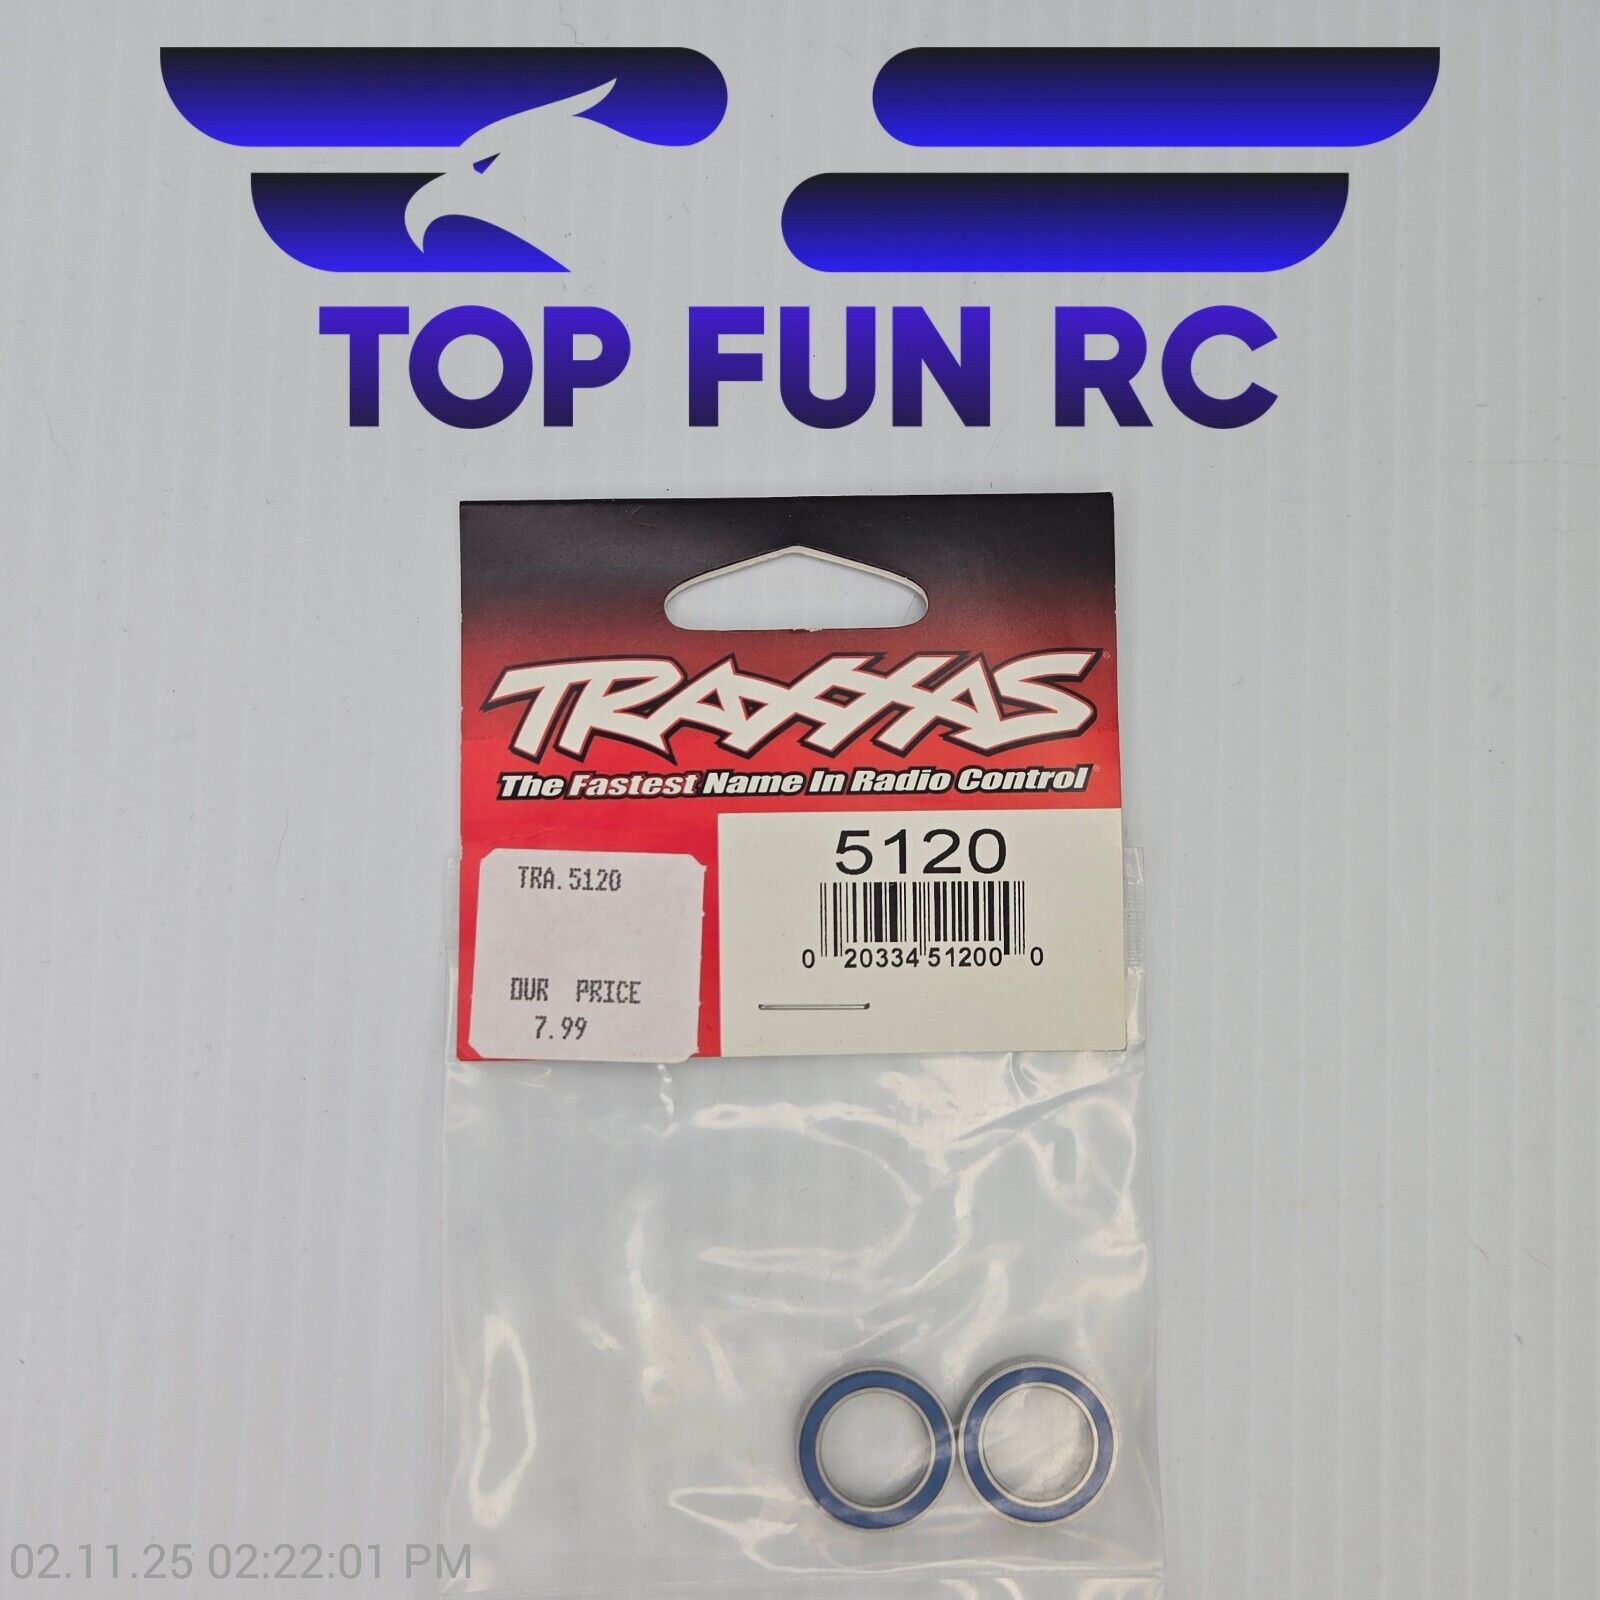 TOP FUN RC
TRAXXAS®
The Fastest Name In Radio Control®
5120
0 20334 51200 0
TRA.5120
OUR PRICE
7.99
02.11.25 02:22:01 PM